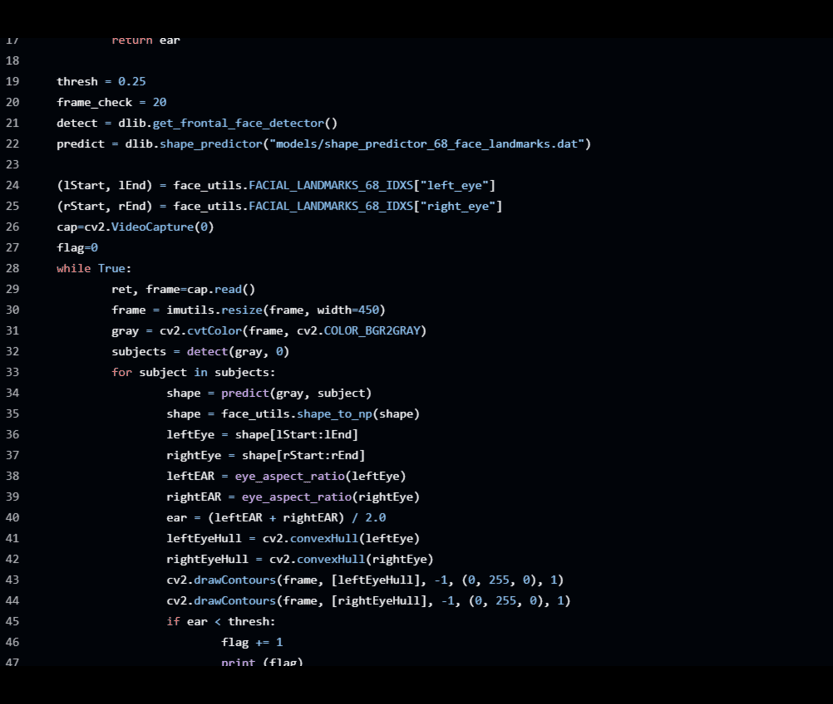 17 return ear
18
19 thresh = 0.25
20 frame_check = 20
21 detect = dlib.get_frontal_face_detector()
22 predict = dlib.shape_predictor("models/shape_predictor_68_face_landmarks.dat")
23
24 (lStart, lEnd) = face_utils.FACIAL_LANDMARKS_68_IDXS["left_eye"]
25 (rStart, rEnd) = face_utils.FACIAL_LANDMARKS_68_IDXS["right_eye"]
26 cap=cv2.VideoCapture(0)
27 flag=0
28 while True:
29 ret, frame=cap.read()
30 frame = imutils.resize(frame, width=450)
31 gray = cv2.cvtColor(frame, cv2.COLOR_BGR2GRAY)
32 subjects = detect(gray, 0)
33 for subject in subjects:
34 shape = predict(gray, subject)
35 shape = face_utils.shape_to_np(shape)
36 leftEye = shape[lStart:lEnd]
37 rightEye = shape[rStart:rEnd]
38 leftEAR = eye_aspect_ratio(leftEye)
39 rightEAR = eye_aspect_ratio(rightEye)
40 ear = (leftEAR + rightEAR) / 2.0
41 leftEyeHull = cv2.convexHull(leftEye)
42 rightEyeHull = cv2.convexHull(rightEye)
43 cv2.drawContours(frame, [leftEyeHull], -1, (0, 255, 0), 1)
44 cv2.drawContours(frame, [rightEyeHull], -1, (0, 255, 0), 1)
45 if ear < thresh:
46 flag += 1
47 print (flag)